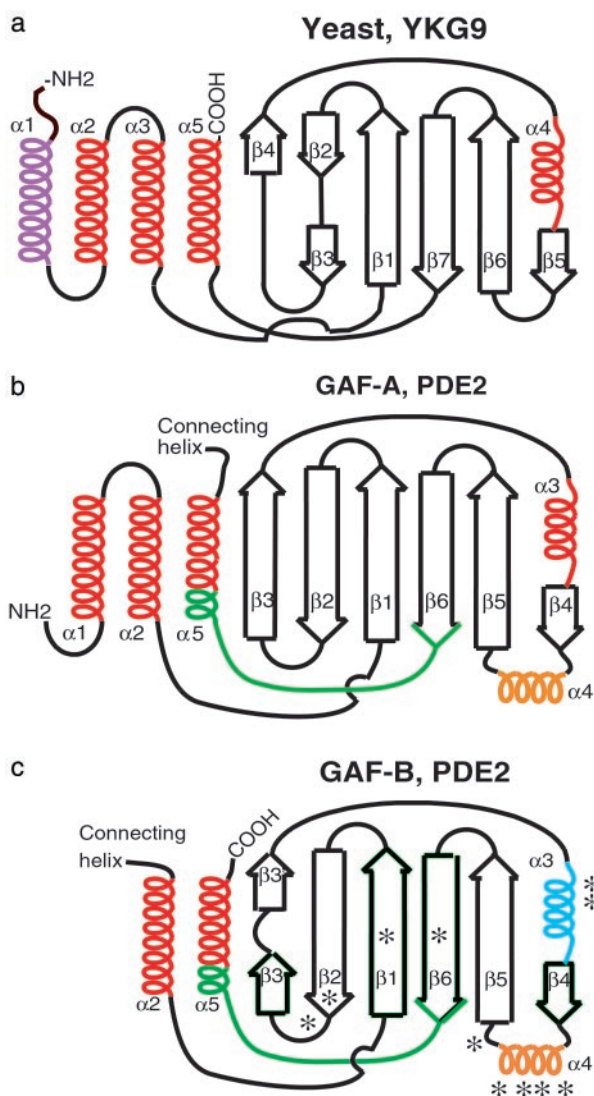 a
Yeast, YKG9
-NH2
α1
α2
α3
α5
COOH
β4
β2
β3
β1
β7
β6
α4
β5
b
GAF-A, PDE2
Connecting
helix
NH2
α1
α2
α5
β3
β2
β1
β6
β5
α3
β4
α4
c
GAF-B, PDE2
Connecting
helix
COOH
α2
α5
β3
β3
β2
*
*
β1
*
β6
*
β5
*
α3
**
β4
α4
* * * *